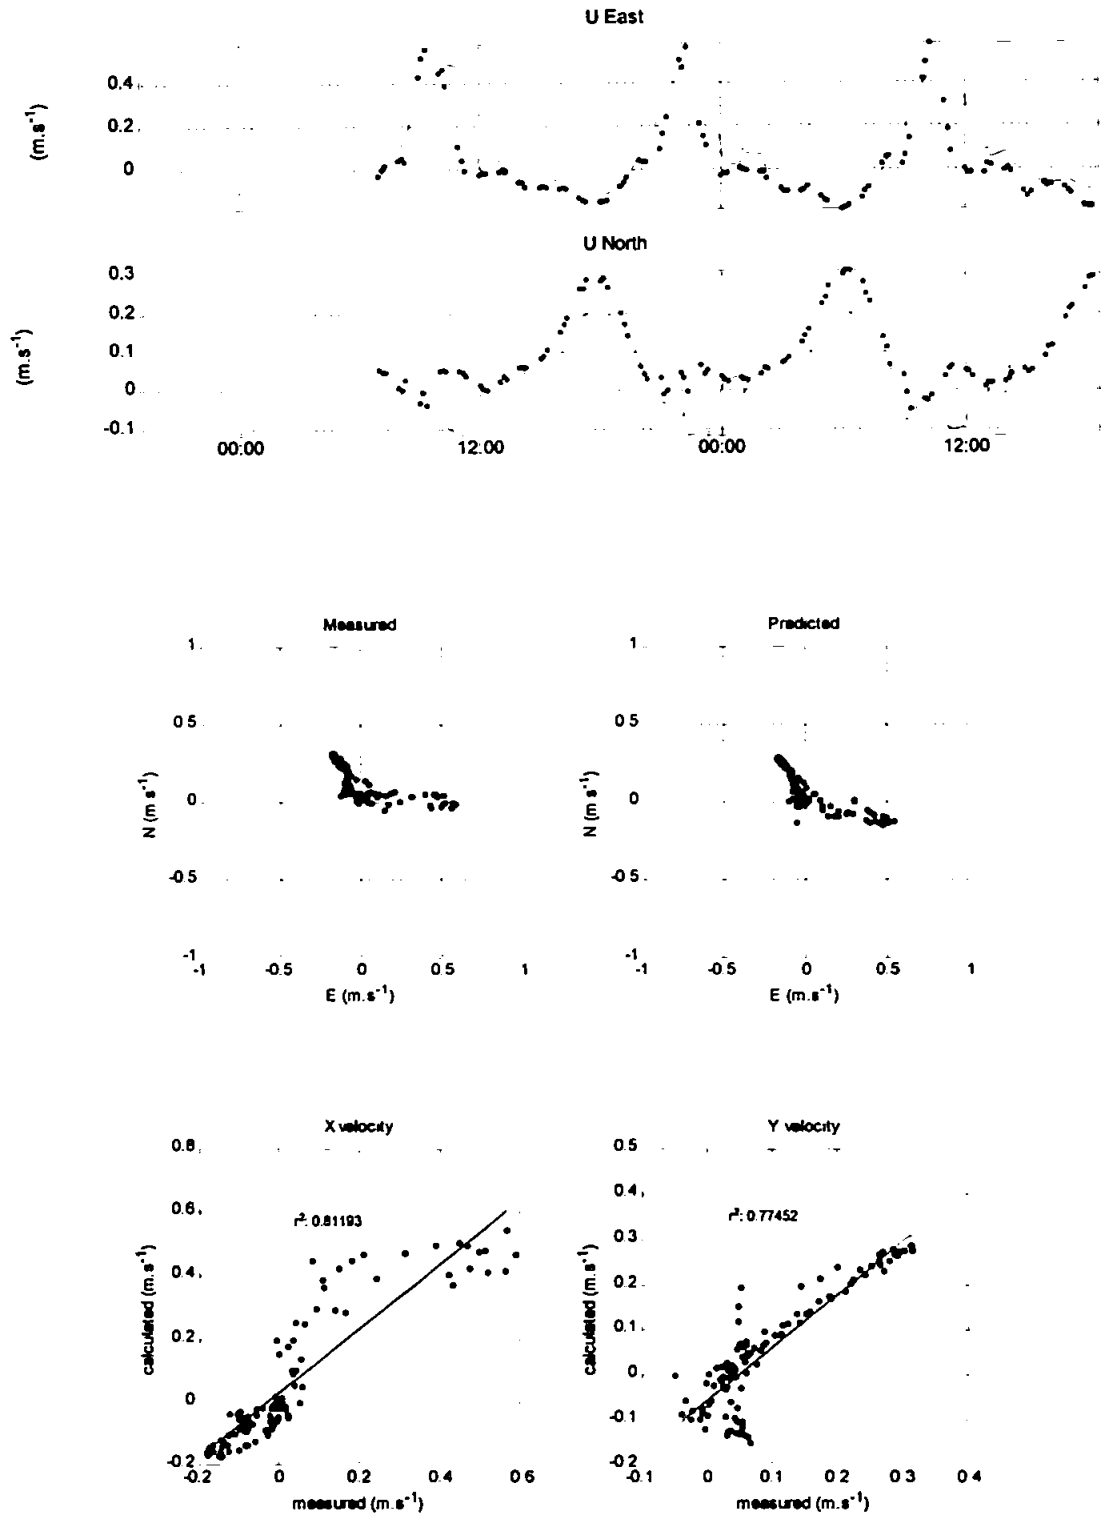 U East
0.4
0.2
0
(m.s⁻¹)
U North
0.3
0.2
0.1
0
-0.1
(m.s⁻¹)
00:00 12:00 00:00 12:00
Measured Predicted
1 1
0 5 0 5
0 0
-0 5 -0 5
-1 -1
N (m s⁻¹) N (m s⁻¹)
-1 -0.5 0 0.5 1 -1 -0.5 0 0.5 1
E (m.s⁻¹) E (m.s⁻¹)
X velocity Y velocity
0.8 0.5
0.6 0.4
0.4 0.3
0.2 0.2
0 0.1
-0.2 0
-0.1
-0.2
r²: 0.81193 r²: 0.77452
calculated (m.s⁻¹) calculated (m.s⁻¹)
-0.2 0 0.2 0.4 0 6 -0.1 0 0.1 0.2 0 3 0 4
measured (m.s⁻¹) measured (m.s⁻¹)